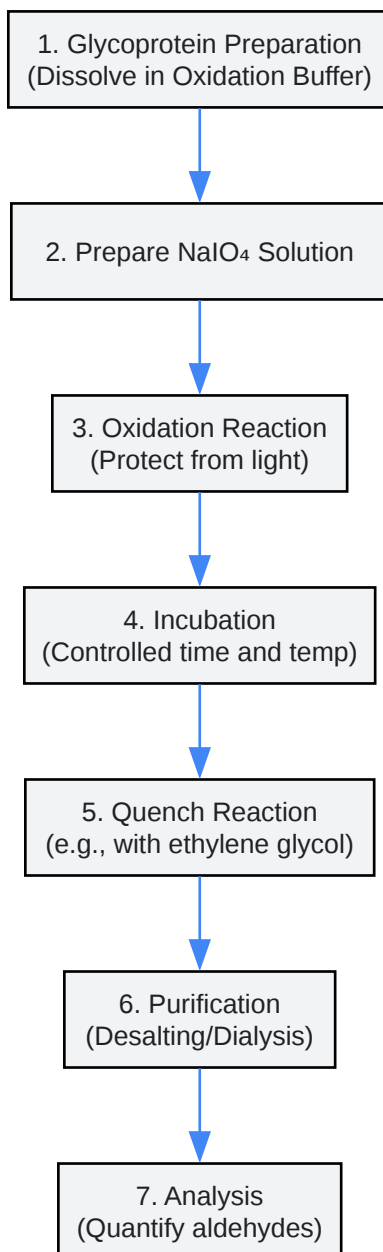 1. Glycoprotein Preparation
(Dissolve in Oxidation Buffer)
2. Prepare NaIO₄ Solution
3. Oxidation Reaction
(Protect from light)
4. Incubation
(Controlled time and temp)
5. Quench Reaction
(e.g., with ethylene glycol)
6. Purification
(Desalting/Dialysis)
7. Analysis
(Quantify aldehydes)